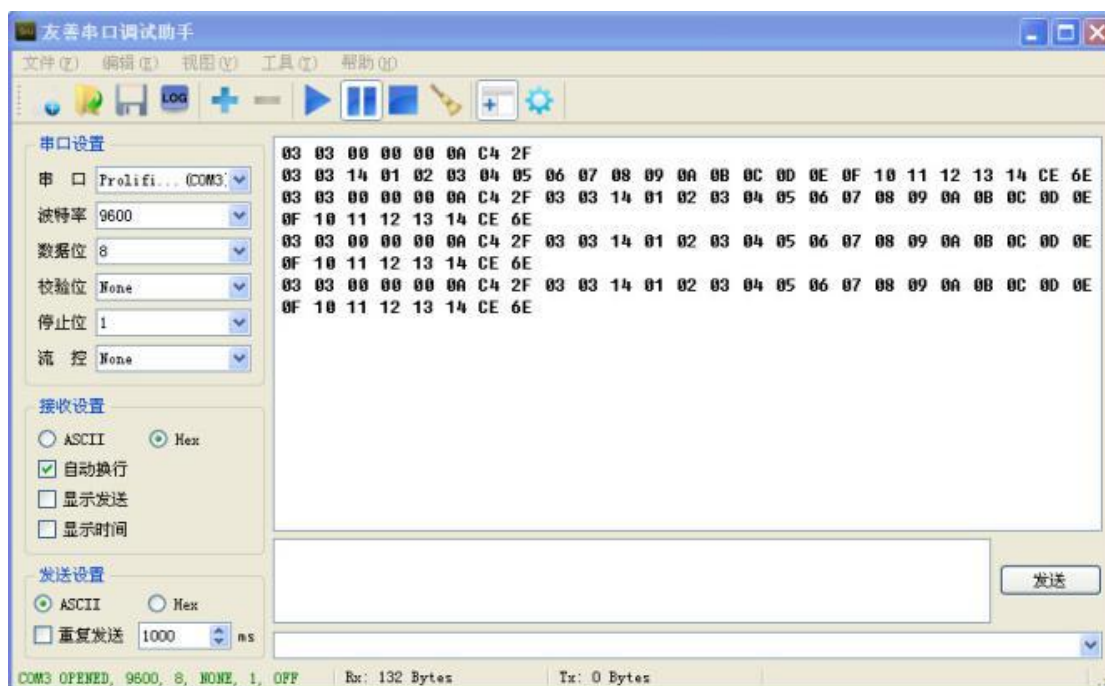 友善串口调试助手
文件(F) 编辑(E) 视图(V) 工具(T) 帮助(H)
LOG
串口设置
串 口 Prolifi... (COM3)
波特率 9600
数据位 8
校验位 None
停止位 1
流 控 None
接收设置
ASCII Hex
自动换行
显示发送
显示时间
发送设置
ASCII Hex
重复发送 1000 ms
03 03 00 00 00 0A C4 2F
03 03 14 01 02 03 04 05 06 07 08 09 0A 0B 0C 0D 0E 0F 10 11 12 13 14 CE 6E
03 03 00 00 00 0A C4 2F 03 03 14 01 02 03 04 05 06 07 08 09 0A 0B 0C 0D 0E
0F 10 11 12 13 14 CE 6E
03 03 00 00 00 0A C4 2F 03 03 14 01 02 03 04 05 06 07 08 09 0A 0B 0C 0D 0E
0F 10 11 12 13 14 CE 6E
03 03 00 00 00 0A C4 2F 03 03 14 01 02 03 04 05 06 07 08 09 0A 0B 0C 0D 0E
0F 10 11 12 13 14 CE 6E
发送
COM3 OPENED, 9600, 8, NONE, 1, OFF Rx: 132 Bytes Tx: 0 Bytes